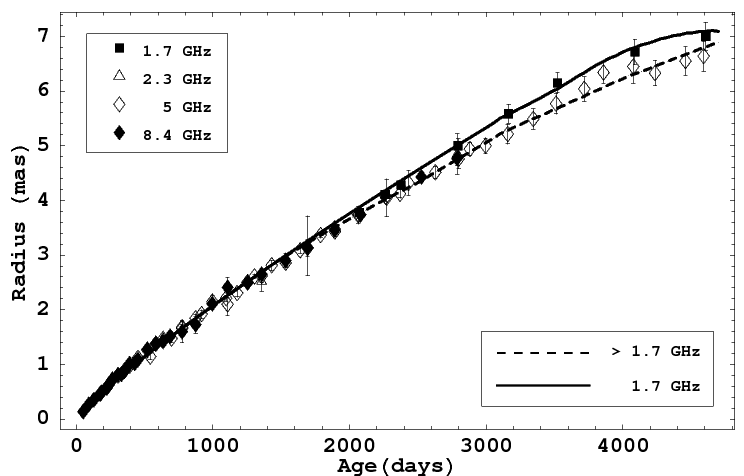 7
6
5
4
3
2
1
0
Radius (mas)
1.7 GHz
2.3 GHz
5 GHz
8.4 GHz
> 1.7 GHz
1.7 GHz
0 1000 2000 3000 4000
Age(days)